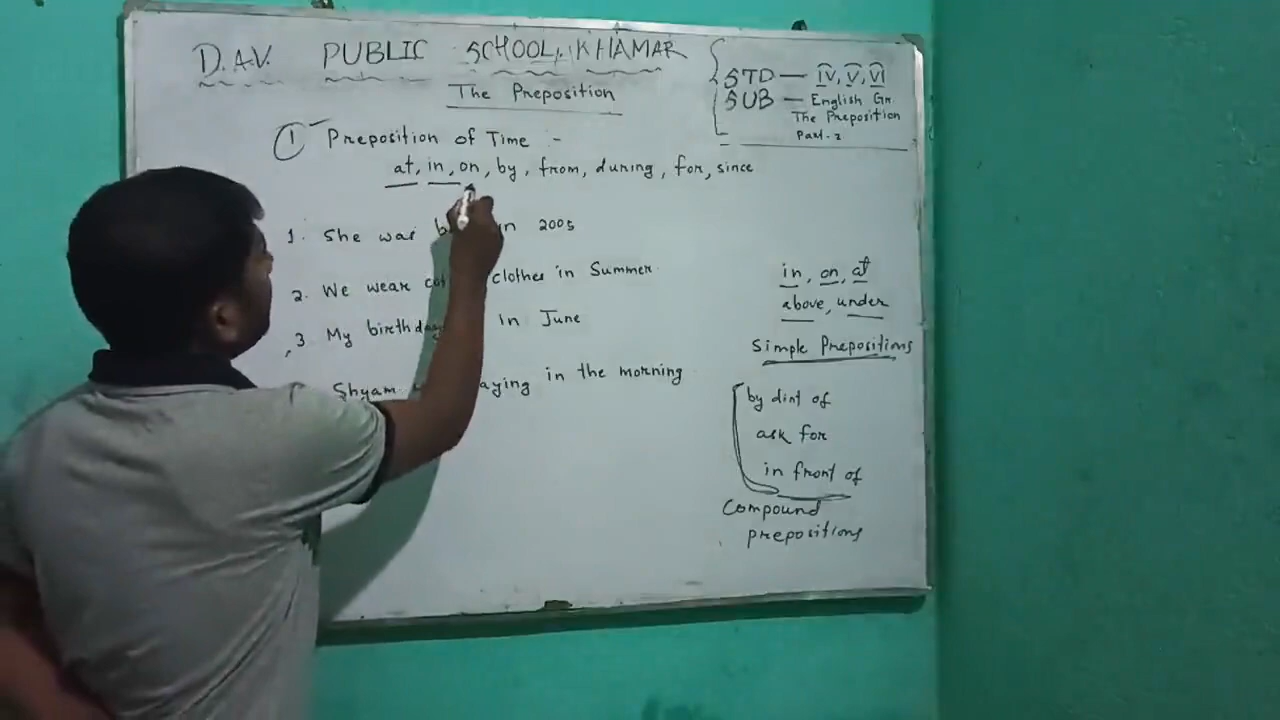 D.A.V. PUBLIC SCHOOL, KHAMAR
STD — IV, V, VI
SUB — English Gr.
The Preposition
Part-2
The Preposition
1 Preposition of Time :-
at, in, on, by, from, during, for, since
1. She was in 2005
2. We wear clothes in Summer
3. My birthday in June
Shyam in the morning
in, on, at
above, under
Simple Prepositions
by dint of
ask for
in front of
Compound
prepositions